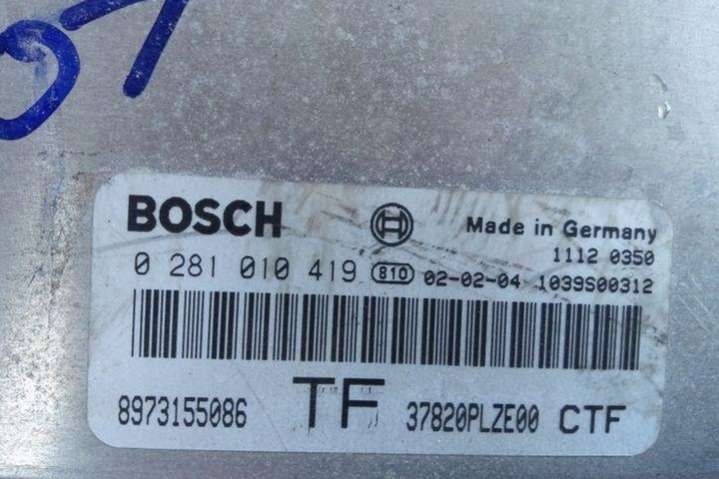 BOSCH Made in Germany
1112 0350
0 281 010 419 810 02-02-04 1039S00312
8973155086 TF 37820PLZE00 CTF